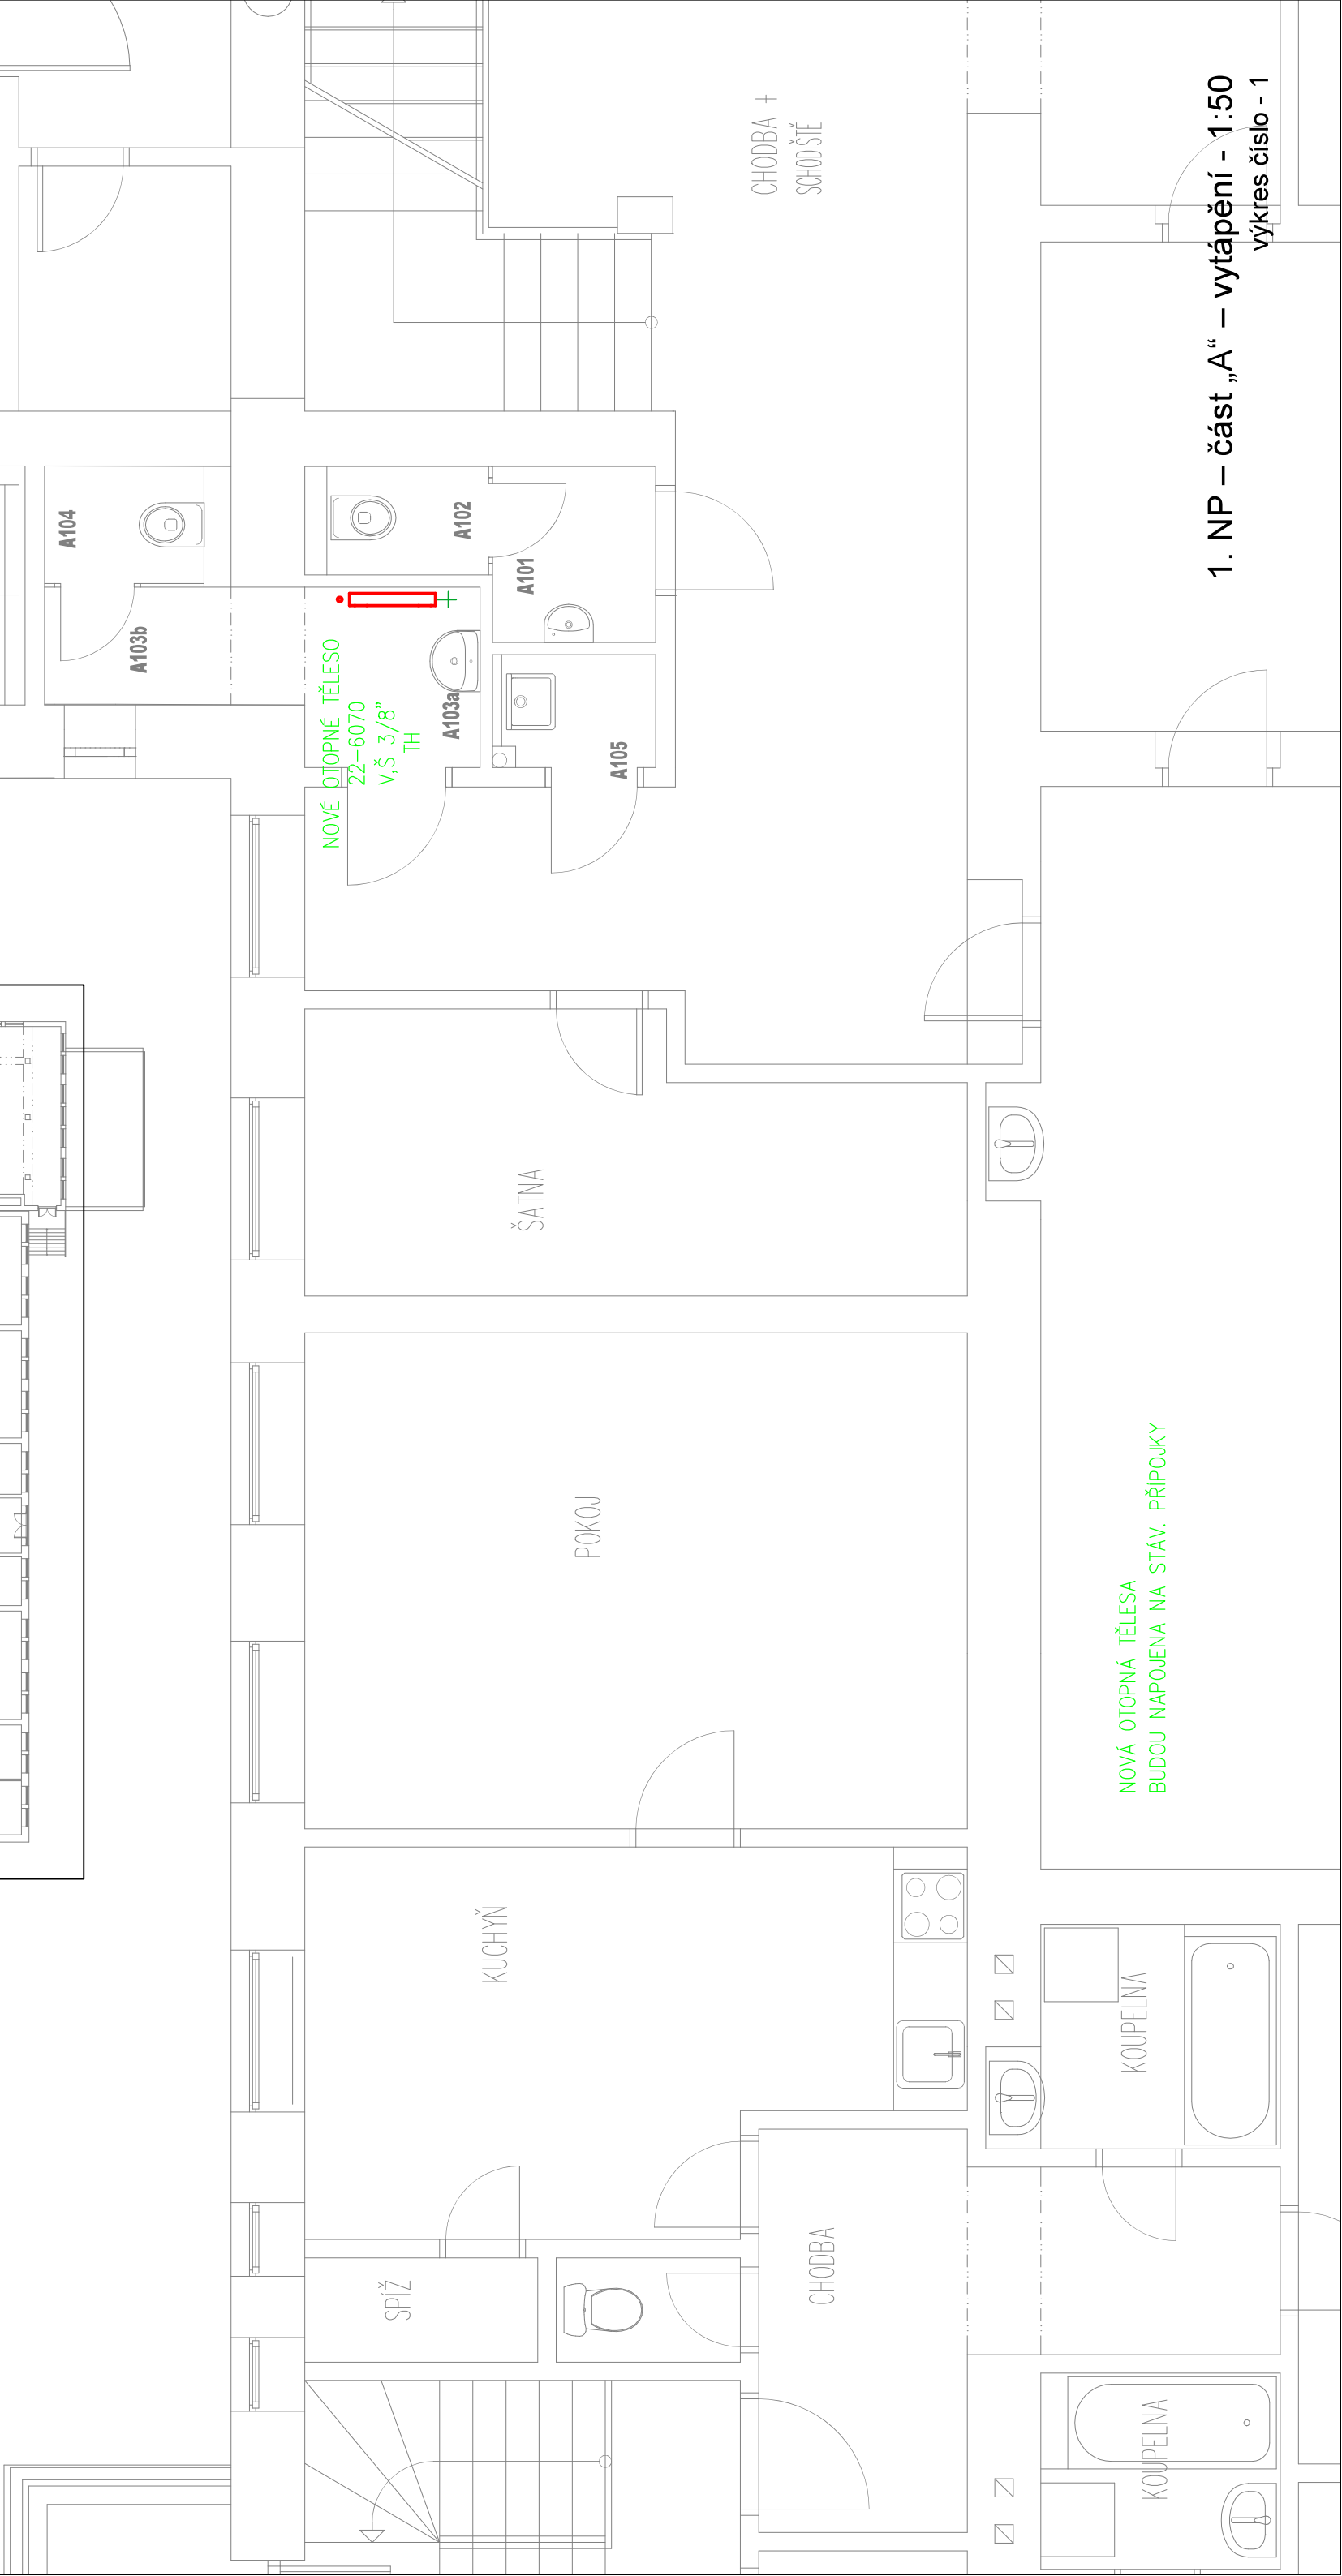 1. NP – část „A“ – vytápění - 1:50
výkres číslo - 1
CHODBA +
SCHODIŠTĚ
A104
A102
A101
A103b
A103a
A105
NOVÉ OTOPNÉ TĚLESO
22-6070
V,Š 3/8"
TH
ŠATNA
POKOJ
NOVÁ OTOPNÁ TĚLESA
BUDOU NAPOJENA NA STÁV. PŘÍPOJKY
KUCHYŇ
KOUPELNA
SPÍŽ
CHODBA
KOUPELNA